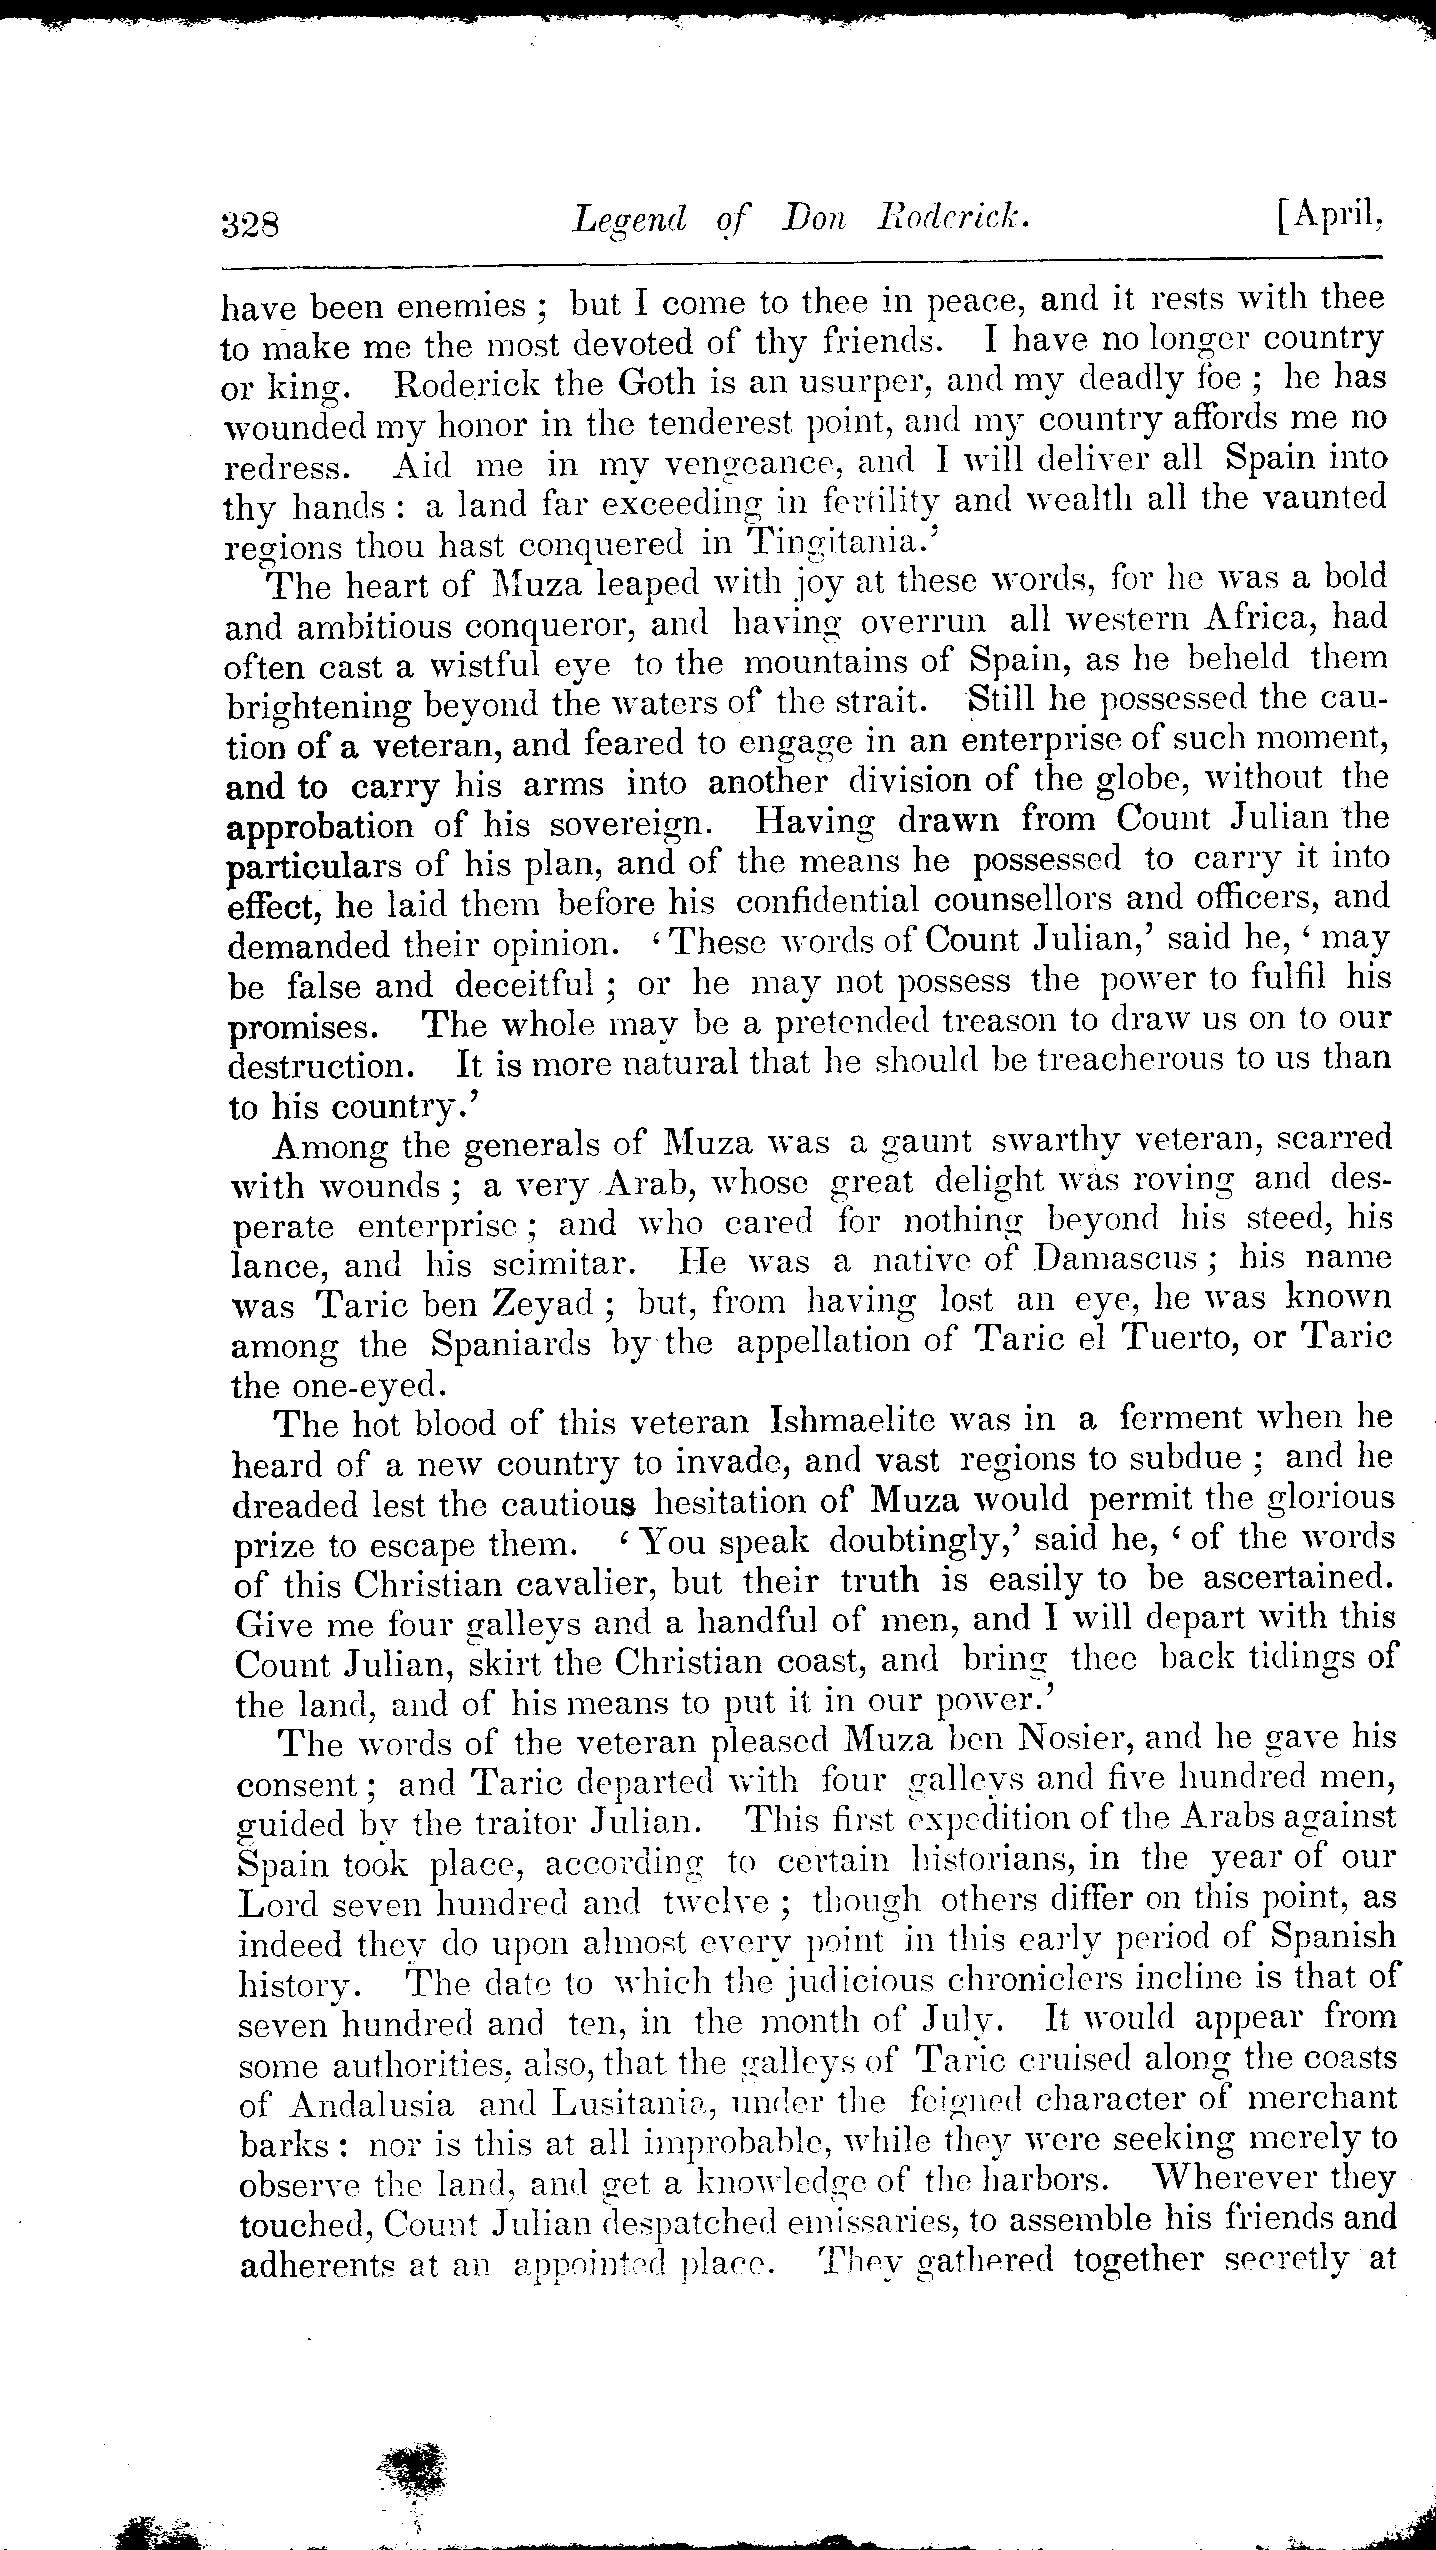 328 Legend of Don Roderick. [April,
have been enemies ; but I come to thee in peace, and it rests with thee
to make me the most devoted of thy friends. I have no longer country
or king. Roderick the Goth is an usurper, and my deadly foe ; he has
wounded my honor in the tenderest point, and my country affords me no
redress. Aid me in my vengeance, and I will deliver all Spain into
thy hands : a land far exceeding in fertility and wealth all the vaunted
regions thou hast conquered in Tingitania.'
The heart of Muza leaped with joy at these words, for he was a bold
and ambitious conqueror, and having overrun all western Africa, had
often cast a wistful eye to the mountains of Spain, as he beheld them
brightening beyond the waters of the strait. Still he possessed the cau-
tion of a veteran, and feared to engage in an enterprise of such moment,
and to carry his arms into another division of the globe, without the
approbation of his sovereign. Having drawn from Count Julian the
particulars of his plan, and of the means he possessed to carry it into
effect, he laid them before his confidential counsellors and officers, and
demanded their opinion. ‘ These words of Count Julian,’ said he, ‘ may
be false and deceitful ; or he may not possess the power to fulfil his
promises. The whole may be a pretended treason to draw us on to our
destruction. It is more natural that he should be treacherous to us than
to his country.’
Among the generals of Muza was a gaunt swarthy veteran, scarred
with wounds ; a very Arab, whose great delight was roving and des-
perate enterprise ; and who cared for nothing beyond his steed, his
lance, and his scimitar. He was a native of Damascus ; his name
was Taric ben Zeyad ; but, from having lost an eye, he was known
among the Spaniards by the appellation of Taric el Tuerto, or Taric
the one-eyed.
The hot blood of this veteran Ishmaelite was in a ferment when he
heard of a new country to invade, and vast regions to subdue ; and he
dreaded lest the cautious hesitation of Muza would permit the glorious
prize to escape them. ‘ You speak doubtingly,’ said he, ‘ of the words
of this Christian cavalier, but their truth is easily to be ascertained.
Give me four galleys and a handful of men, and I will depart with this
Count Julian, skirt the Christian coast, and bring thee back tidings of
the land, and of his means to put it in our power.’
The words of the veteran pleased Muza ben Nosier, and he gave his
consent ; and Taric departed with four galleys and five hundred men,
guided by the traitor Julian. This first expedition of the Arabs against
Spain took place, according to certain historians, in the year of our
Lord seven hundred and twelve ; though others differ on this point, as
indeed they do upon almost every point in this early period of Spanish
history. The date to which the judicious chroniclers incline is that of
seven hundred and ten, in the month of July. It would appear from
some authorities, also, that the galleys of Taric cruised along the coasts
of Andalusia and Lusitania, under the feigned character of merchant
barks : nor is this at all improbable, while they were seeking merely to
observe the land, and get a knowledge of the harbors. Wherever they
touched, Count Julian despatched emissaries, to assemble his friends and
adherents at an appointed place. They gathered together secretly at